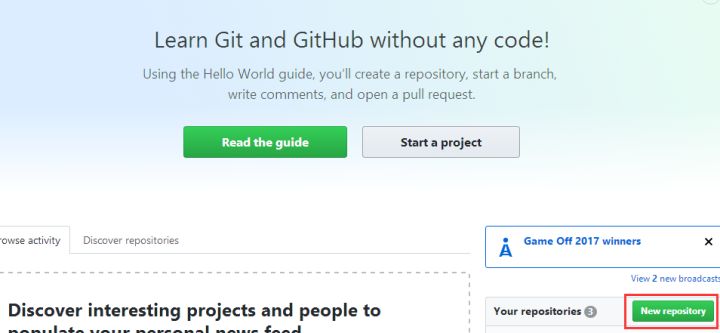 Learn Git and GitHub without any code!
Using the Hello World guide, you'll create a repository, start a branch,
write comments, and open a pull request.
Read the guide
Start a project
rowse activity
Discover repositories
Game Off 2017 winners
View 2 new broadcasts
Your repositories 3
New repository
Discover interesting projects and people to
populate your personal news feed